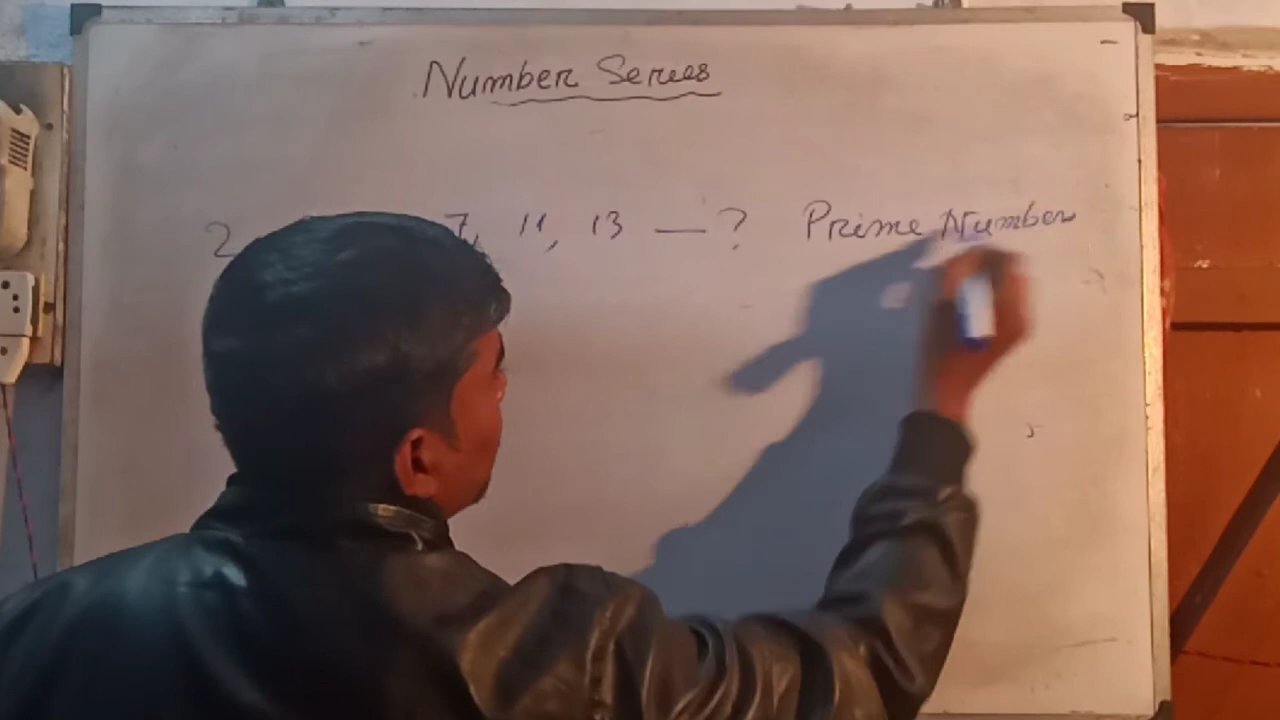 Number Series
2 7, 11, 13 — ? Prime Number